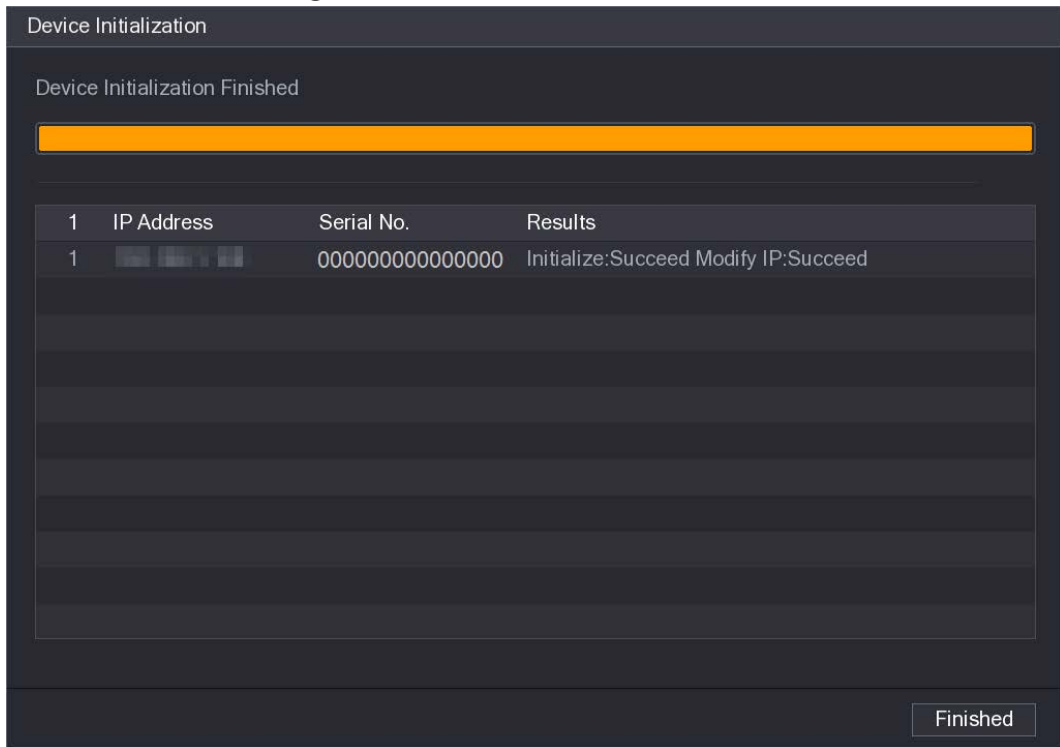 Device Initialization
Device Initialization Finished
1 IP Address Serial No. Results
1 000000000000000 Initialize:Succeed Modify IP:Succeed
Finished